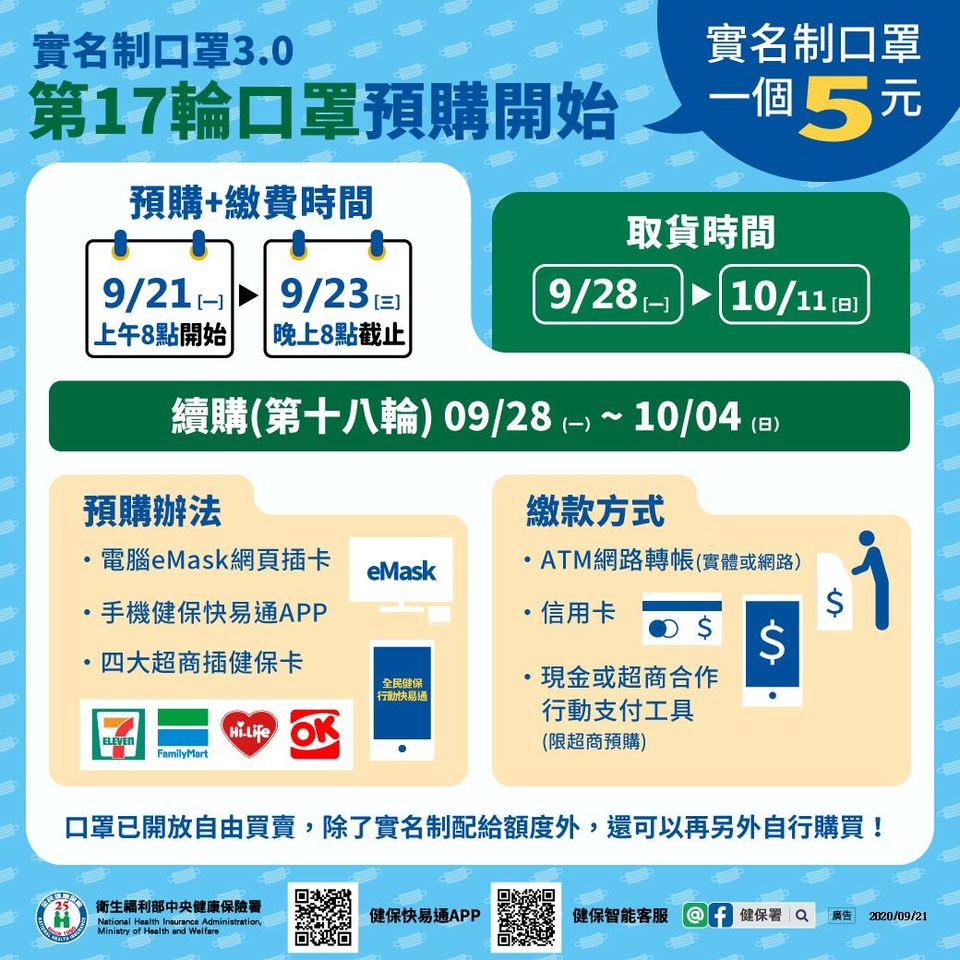 實名制口罩3.0
第17輪口罩預購開始
實名制口罩
一個5元
預購+繳費時間
9/21 [一]
上午8點開始
9/23 [三]
晚上8點截止
取貨時間
9/28 [一]
10/11 [日]
續購(第十八輪) 09/28 (一) ~ 10/04 (日)
預購辦法
・電腦eMask網頁插卡
eMask
・手機健保快易通APP
・四大超商插健保卡
全民健保
行動快易通
7
ELEVEn
FamilyMart
Hi-Life
OK
繳款方式
・ATM網路轉帳(實體或網路)
$
・信用卡
$
$
・現金或超商合作
行動支付工具
(限超商預購)
口罩已開放自由買賣，除了實名制配給額度外，還可以再另外自行購買！
25
衛生福利部中央健康保險署
National Health Insurance Administration,
Ministry of Health and Welfare
健保快易通APP
健保智能客服
@ f 健保署
廣告 2020/09/21